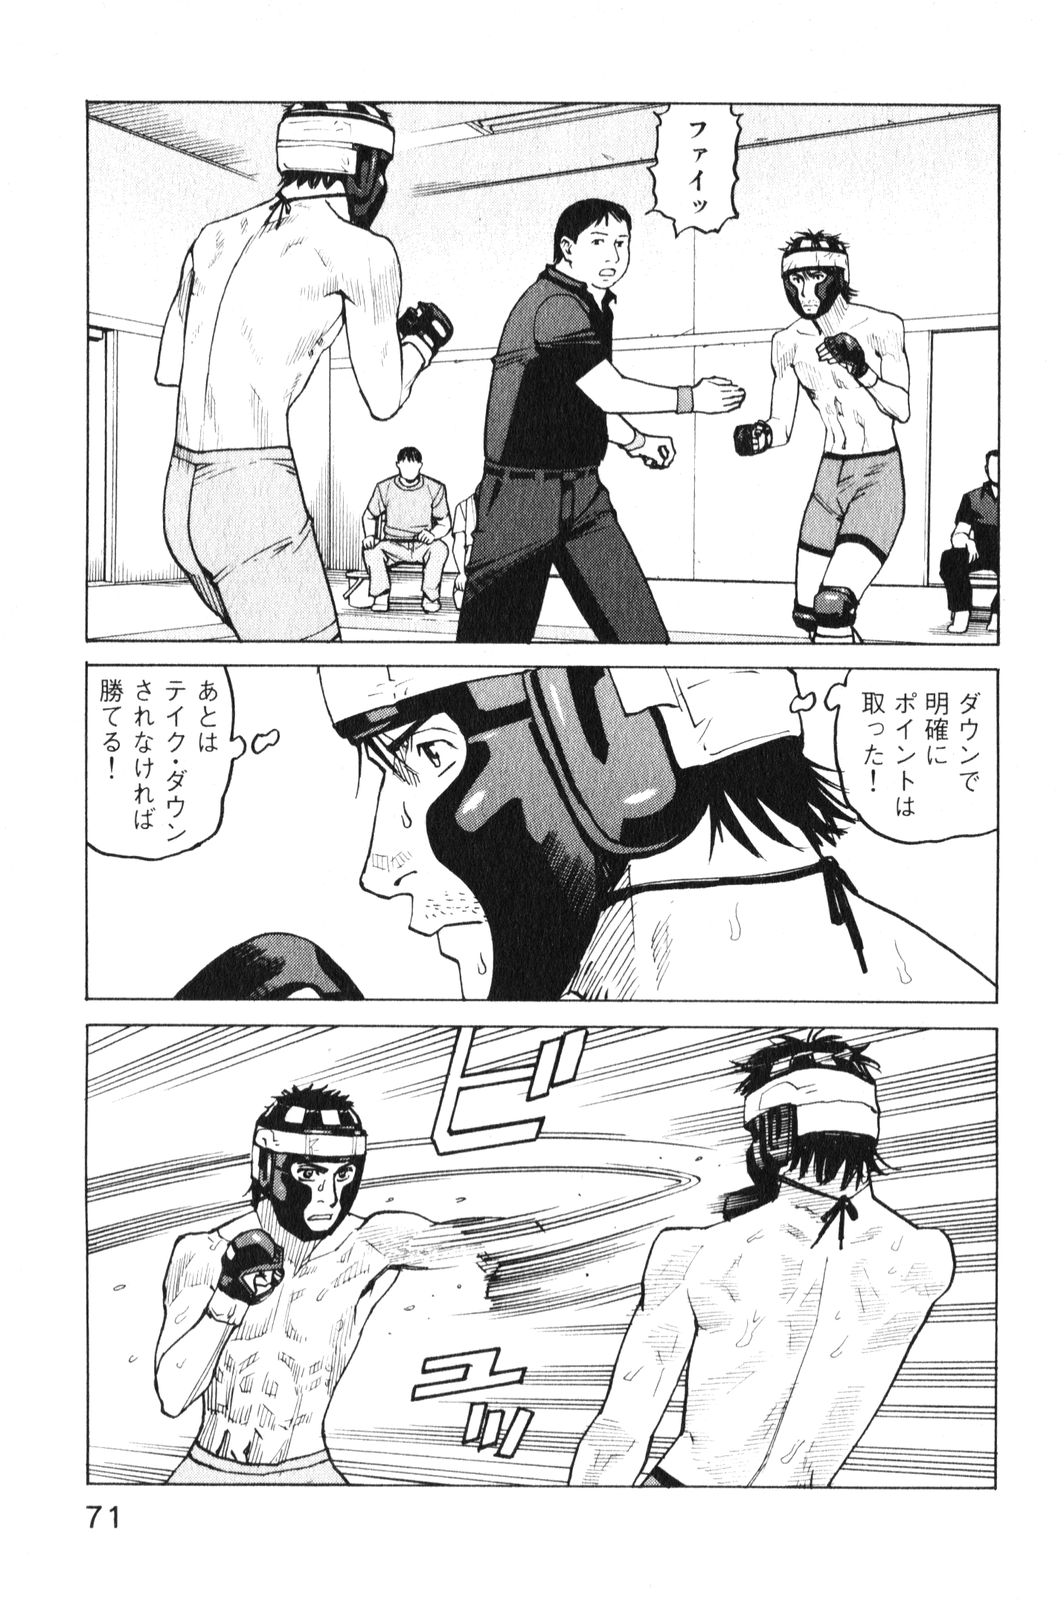 ファイッ
ダウンで
明確に
ポイントは
取った!
あとは
テイク・ダウン
されなければ
勝てる!
ビ
ュッ
71